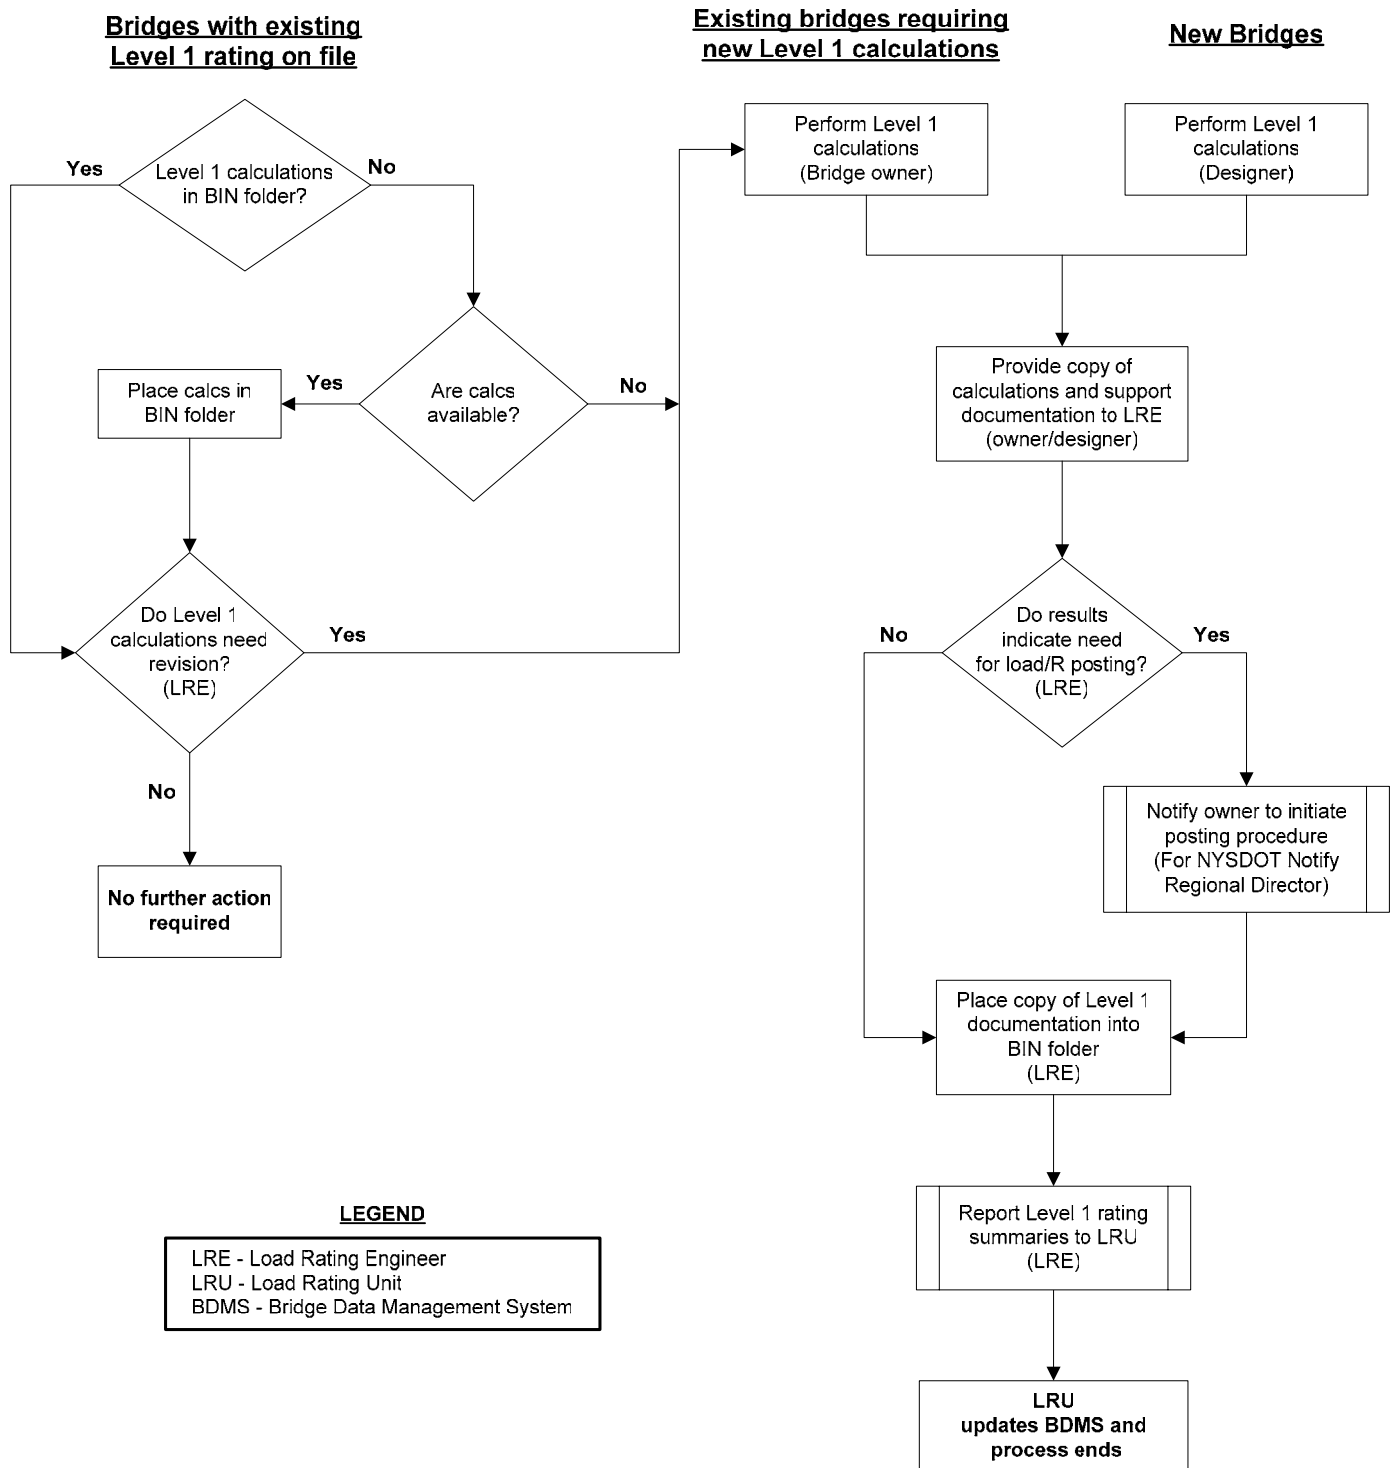 Bridges with existing
Level 1 rating on file
Existing bridges requiring
new Level 1 calculations
New Bridges
Yes
Level 1 calculations
in BIN folder?
No
Perform Level 1
calculations
(Bridge owner)
Perform Level 1
calculations
(Designer)
Place calcs in
BIN folder
Yes
Are calcs
available?
No
Provide copy of
calculations and support
documentation to LRE
(owner/designer)
Do Level 1
calculations need
revision?
(LRE)
Yes
No
Do results
indicate need
for load/R posting?
(LRE)
Yes
No
No further action
required
Notify owner to initiate
posting procedure
(For NYSDOT Notify
Regional Director)
Place copy of Level 1
documentation into
BIN folder
(LRE)
Report Level 1 rating
summaries to LRU
(LRE)
LEGEND
LRE - Load Rating Engineer
LRU - Load Rating Unit
BDMS - Bridge Data Management System
LRU
updates BDMS and
process ends